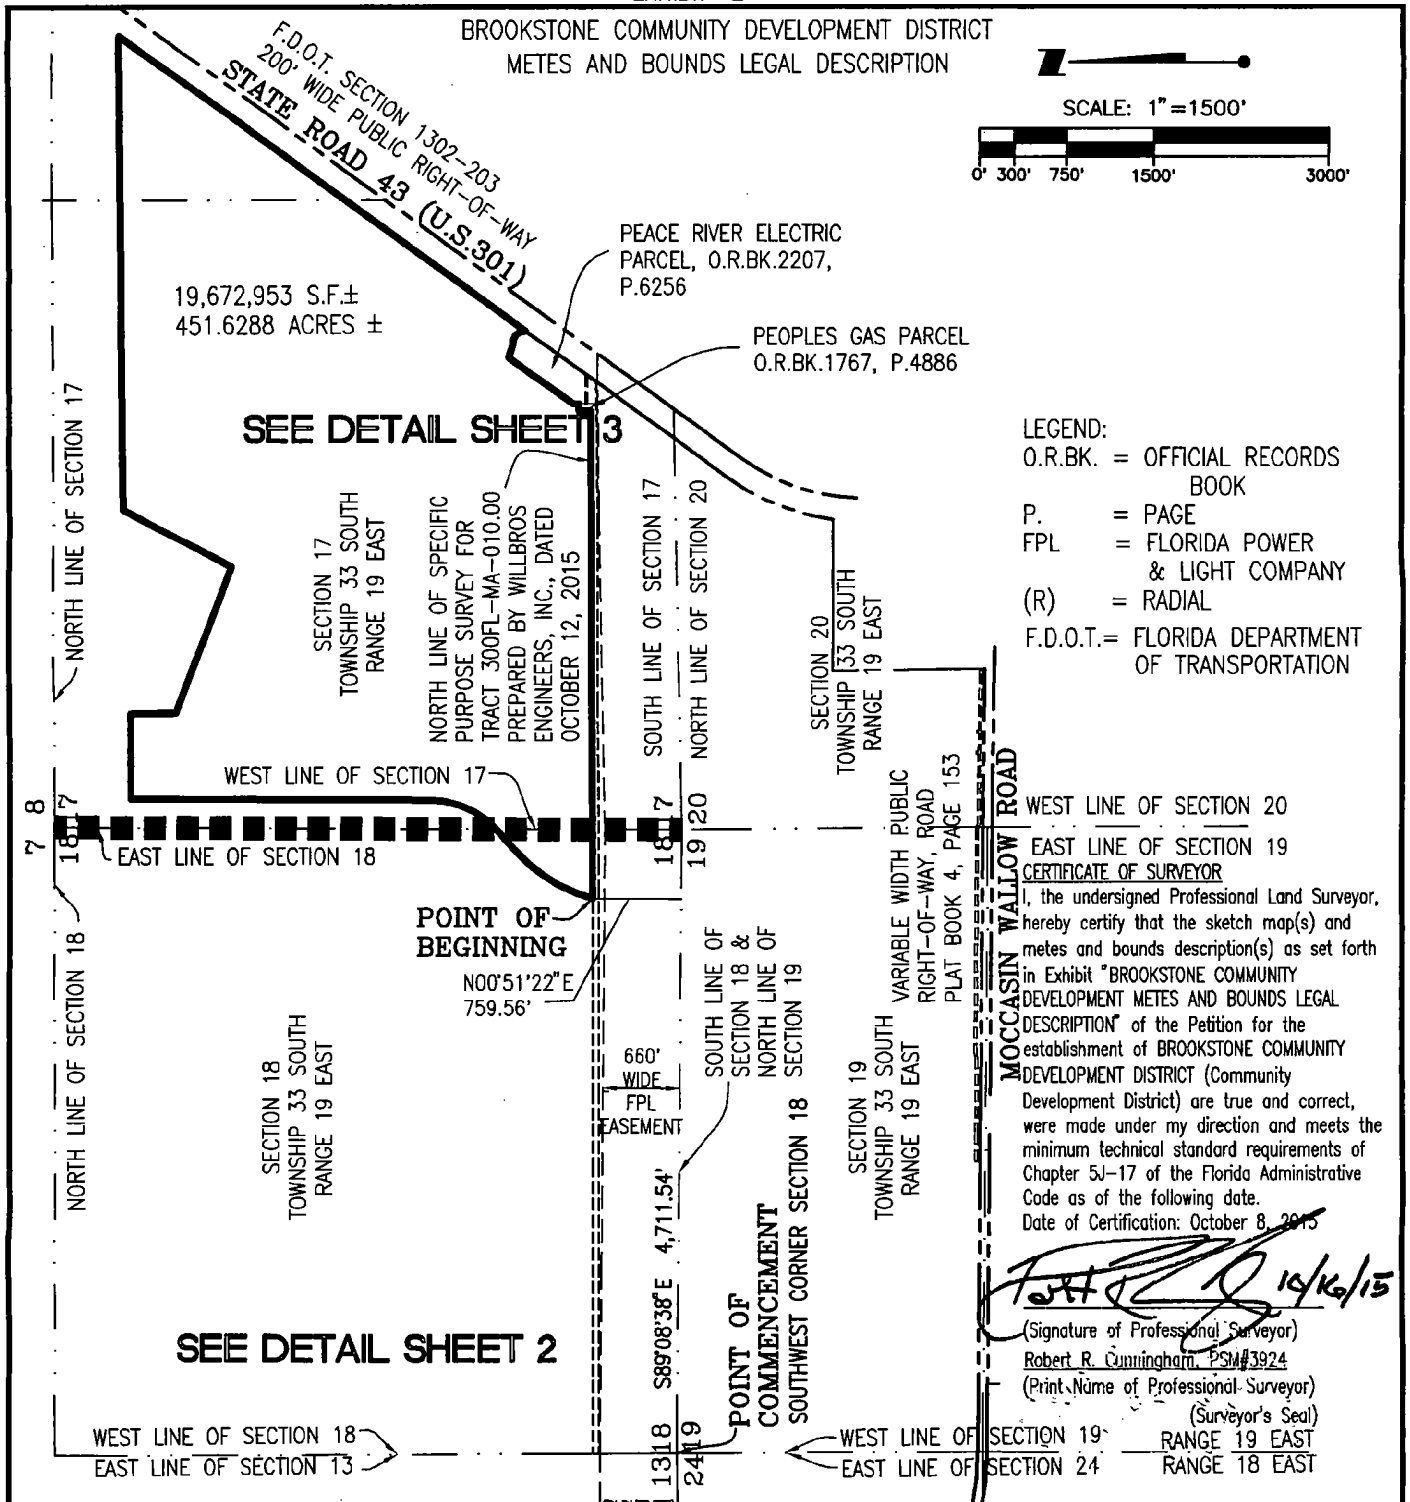 BROOKSTONE COMMUNITY DEVELOPMENT DISTRICT
METES AND BOUNDS LEGAL DESCRIPTION
SCALE: 1"=1500'
0' 300' 750' 1500' 3000'
F.D.O.T. SECTION 1302-203
200' WIDE PUBLIC RIGHT-OF-WAY
STATE ROAD 43 (U.S.301)
PEACE RIVER ELECTRIC
PARCEL, O.R.BK.2207,
P.6256
19,672,953 S.F.±
451.6288 ACRES ±
PEOPLES GAS PARCEL
O.R.BK.1767, P.4886
SEE DETAIL SHEET 3
LEGEND:
O.R.BK. = OFFICIAL RECORDS
BOOK
P. = PAGE
FPL = FLORIDA POWER
& LIGHT COMPANY
(R) = RADIAL
F.D.O.T.= FLORIDA DEPARTMENT
OF TRANSPORTATION
NORTH LINE OF SECTION 17
SECTION 17
TOWNSHIP 33 SOUTH
RANGE 19 EAST
NORTH LINE OF SPECIFIC
PURPOSE SURVEY FOR
TRACT 300FL-MA-010.00
PREPARED BY WILLBROS
ENGINEERS, INC., DATED
OCTOBER 12, 2015
SOUTH LINE OF SECTION 17
NORTH LINE OF SECTION 20
SECTION 20
TOWNSHIP 33 SOUTH
RANGE 19 EAST
WEST LINE OF SECTION 17
7 8
18 17
18 17
19 20
EAST LINE OF SECTION 18
VARIABLE WIDTH PUBLIC
RIGHT-OF-WAY, ROAD
PLAT BOOK 4, PAGE 153
MOCCASIN WALLOW ROAD
WEST LINE OF SECTION 20
EAST LINE OF SECTION 19
POINT OF
BEGINNING
N00°51'22"E
759.56'
NORTH LINE OF SECTION 18
SECTION 18
TOWNSHIP 33 SOUTH
RANGE 19 EAST
660'
WIDE
FPL
EASEMENT
SOUTH LINE OF
SECTION 18 &
NORTH LINE OF
SECTION 19
SECTION 19
TOWNSHIP 33 SOUTH
RANGE 19 EAST
S89°08'38"E 4,711.54'
POINT OF
COMMENCEMENT
SOUTHWEST CORNER SECTION 18
SEE DETAIL SHEET 2
CERTIFICATE OF SURVEYOR
I, the undersigned Professional Land Surveyor,
hereby certify that the sketch map(s) and
metes and bounds description(s) as set forth
in Exhibit "BROOKSTONE COMMUNITY
DEVELOPMENT METES AND BOUNDS LEGAL
DESCRIPTION" of the Petition for the
establishment of BROOKSTONE COMMUNITY
DEVELOPMENT DISTRICT (Community
Development District) are true and correct,
were made under my direction and meets the
minimum technical standard requirements of
Chapter 5J-17 of the Florida Administrative
Code as of the following date.
Date of Certification: October 8, 2015
10/16/15
(Signature of Professional Surveyor)
Robert R. Cunningham, PSM#3924
(Print Name of Professional Surveyor)
(Surveyor's Seal)
WEST LINE OF SECTION 18
EAST LINE OF SECTION 13
13 18
24 19
WEST LINE OF SECTION 19
EAST LINE OF SECTION 24
RANGE 19 EAST
RANGE 18 EAST